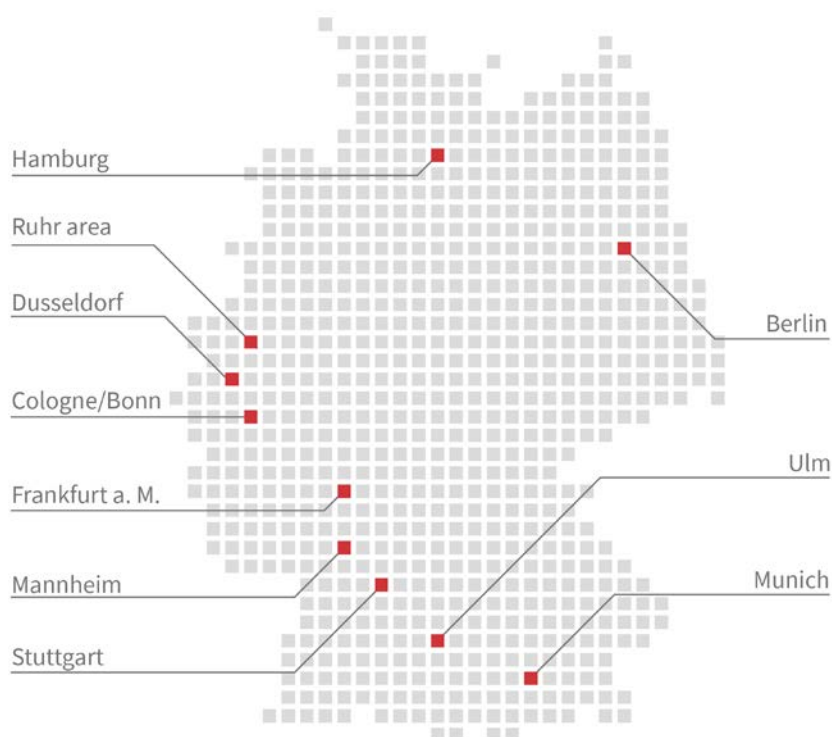 Hamburg
Ruhr area
Dusseldorf
Berlin
Cologne/Bonn
Ulm
Frankfurt a. M.
Mannheim
Munich
Stuttgart